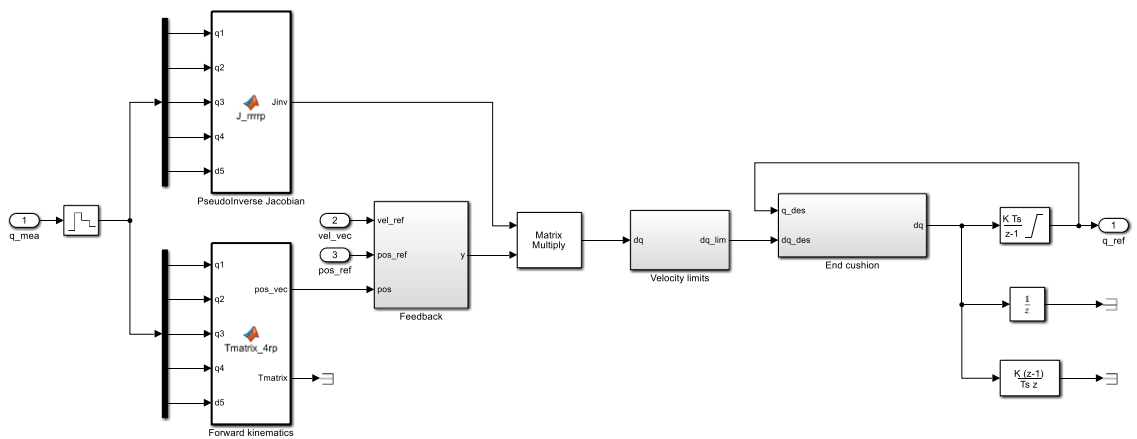 1
q_mea
q1
q2
q3
q4
d5
J_rrrrp
Jinv
PseudoInverse Jacobian
q1
q2
q3
q4
d5
pos_vec
Tmatrix_4rp
Tmatrix
Forward kinematics
2
vel_vec
3
pos_ref
vel_ref
pos_ref
pos
y
Feedback
Matrix
Multiply
dq
dq_lim
Velocity limits
q_des
dq_des
dq
End cushion
K Ts
z-1
1
q_ref
1
z
K (z-1)
Ts z